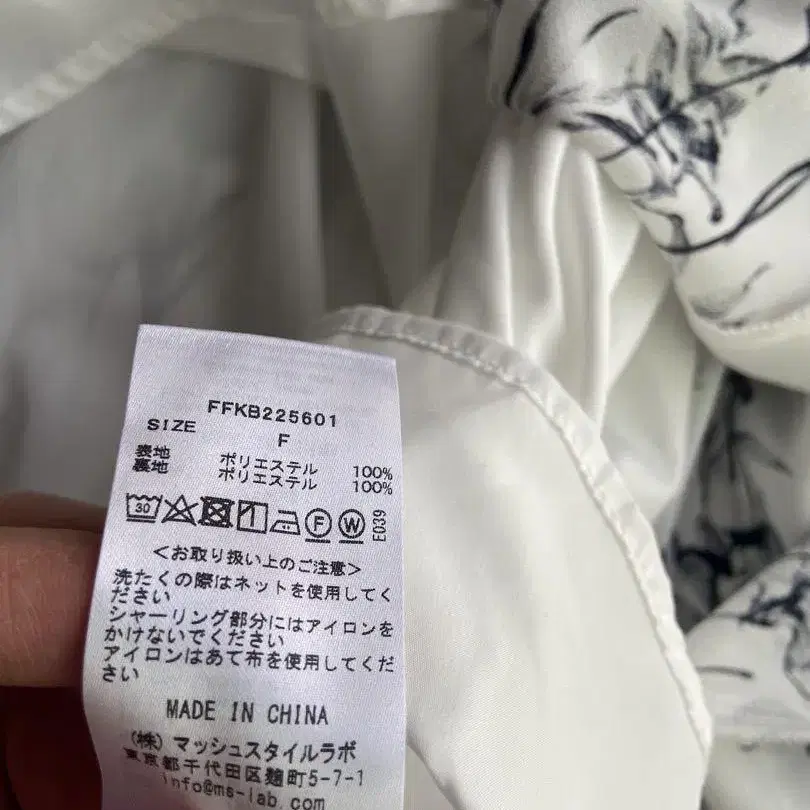 FFKB225601
SIZE F
表地 ポリエステル 100%
裏地 ポリエステル 100%
30 F W E039
＜お取り扱い上のご注意＞
洗たくの際はネットを使用してく
ださい
シャーリング部分にはアイロンを
かけないでください
アイロンはあて布を使用してくだ
さい
MADE IN CHINA
(株) マッシュスタイルラボ
東京都千代田区麹町5-7-1
info@ms-lab.com